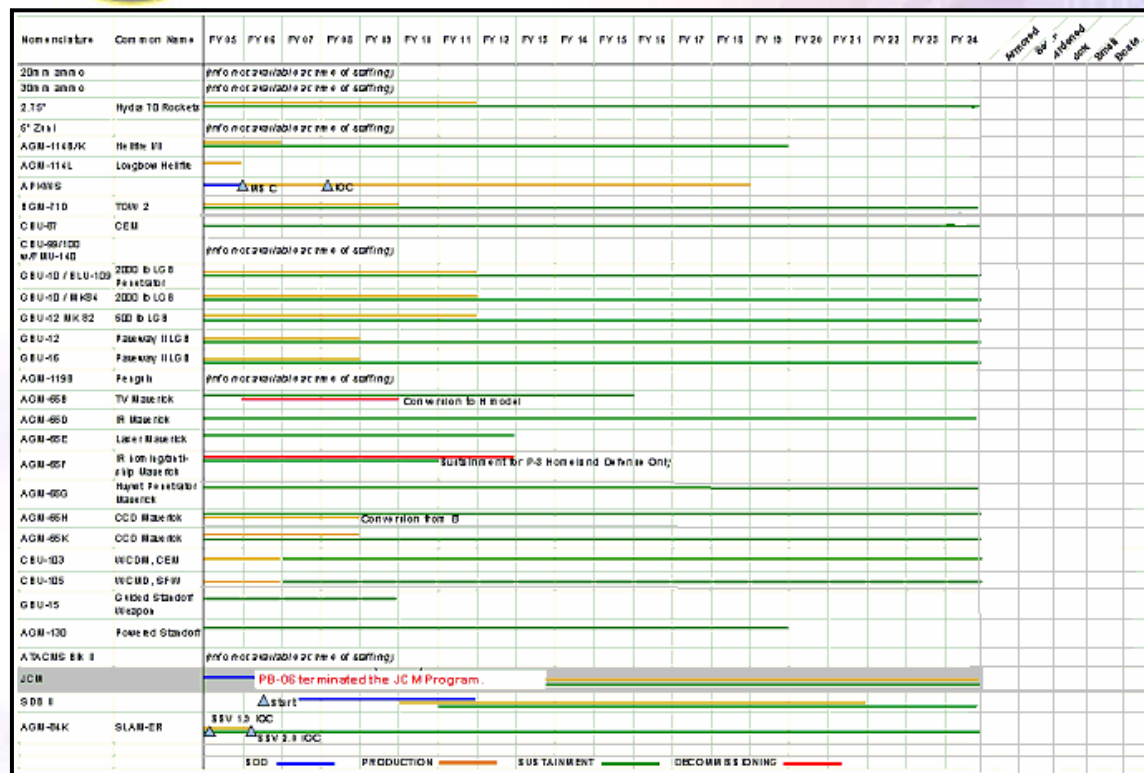 Nomenclature Common Name FY 05 FY 06 FY 07 FY 08 FY 09 FY 10 FY 11 FY 12 FY 13 FY 14 FY 15 FY 16 FY 17 FY 18 FY 19 FY 20 FY 21 FY 22 FY 23 FY 24 Armored Small Boats
20mm ammo (Info not available at time of staffing)
30mm ammo (Info not available at time of staffing)
2.75" Hydra 70 Rockets
5" Zuni (Info not available at time of staffing)
AGM-114B/K Hellfire I/II
AGM-114L Longbow Hellfire
APKWS MS C IOC
BGM-71D TOW 2
CBU-87 CEM
CBU-99/100
w/FMU-140 (Info not available at time of staffing)
GBU-10 / BLU-109 2000 lb LGB
Penetrator
GBU-10 / MK84 2000 lb LGB
GBU-12 MK 82 500 lb LGB
GBU-12 Paveway II LGB
GBU-16 Paveway II LGB
AGM-119B Penguin (Info not available at time of staffing)
AGM-65B TV Maverick Conversion to H model
AGM-65D IR Maverick
AGM-65E Laser Maverick
AGM-65F IR homing/anti-
ship Maverick Sustainment for P-3 Homeland Defense Only
AGM-65G Penetrator
Maverick
AGM-65H CCD Maverick Conversion from B
AGM-65K CCD Maverick
CBU-103 WCDM, CEM
CBU-105 WCMD, SFW
GBU-15 Guided Standoff
Weapon
AGM-130 Powered Standoff
ATACMS BK II (Info not available at time of staffing)
JCM PB-06 terminated the JCM Program.
SDB II start
SSV 1.0 IOC
AGM-84K SLAM-ER
SSV 2.0 IOC
SDD PRODUCTION SUSTAINMENT DECOMMISSIONING